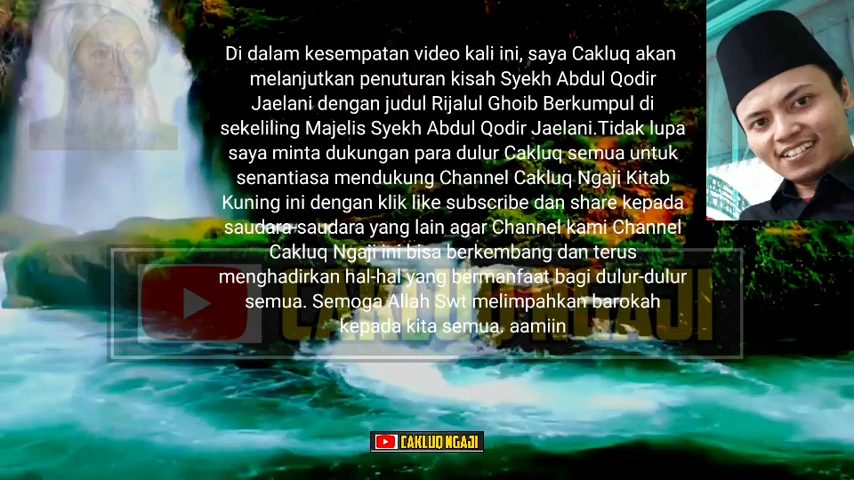 Di dalam kesempatan video kali ini, saya Cakluq akan
melanjutkan penuturan kisah Syekh Abdul Qodir
Jaelani dengan judul Rijalul Ghoib Berkumpul di
sekeliling Majelis Syekh Abdul Qodir Jaelani.Tidak lupa
saya minta dukungan para dulur Cakluq semua untuk
senantiasa mendukung Channel Cakluq Ngaji Kitab
Kuning ini dengan klik like subscribe dan share kepada
saudara-saudara yang lain agar Channel kami Channel
Cakluq Ngaji ini bisa berkembang dan terus
menghadirkan hal-hal yang bermanfaat bagi dulur-dulur
semua. Semoga Allah Swt melimpahkan barokah
kepada kita semua. aamiin
CAKLUQ NGAJI
CAKLUQ NGAJI